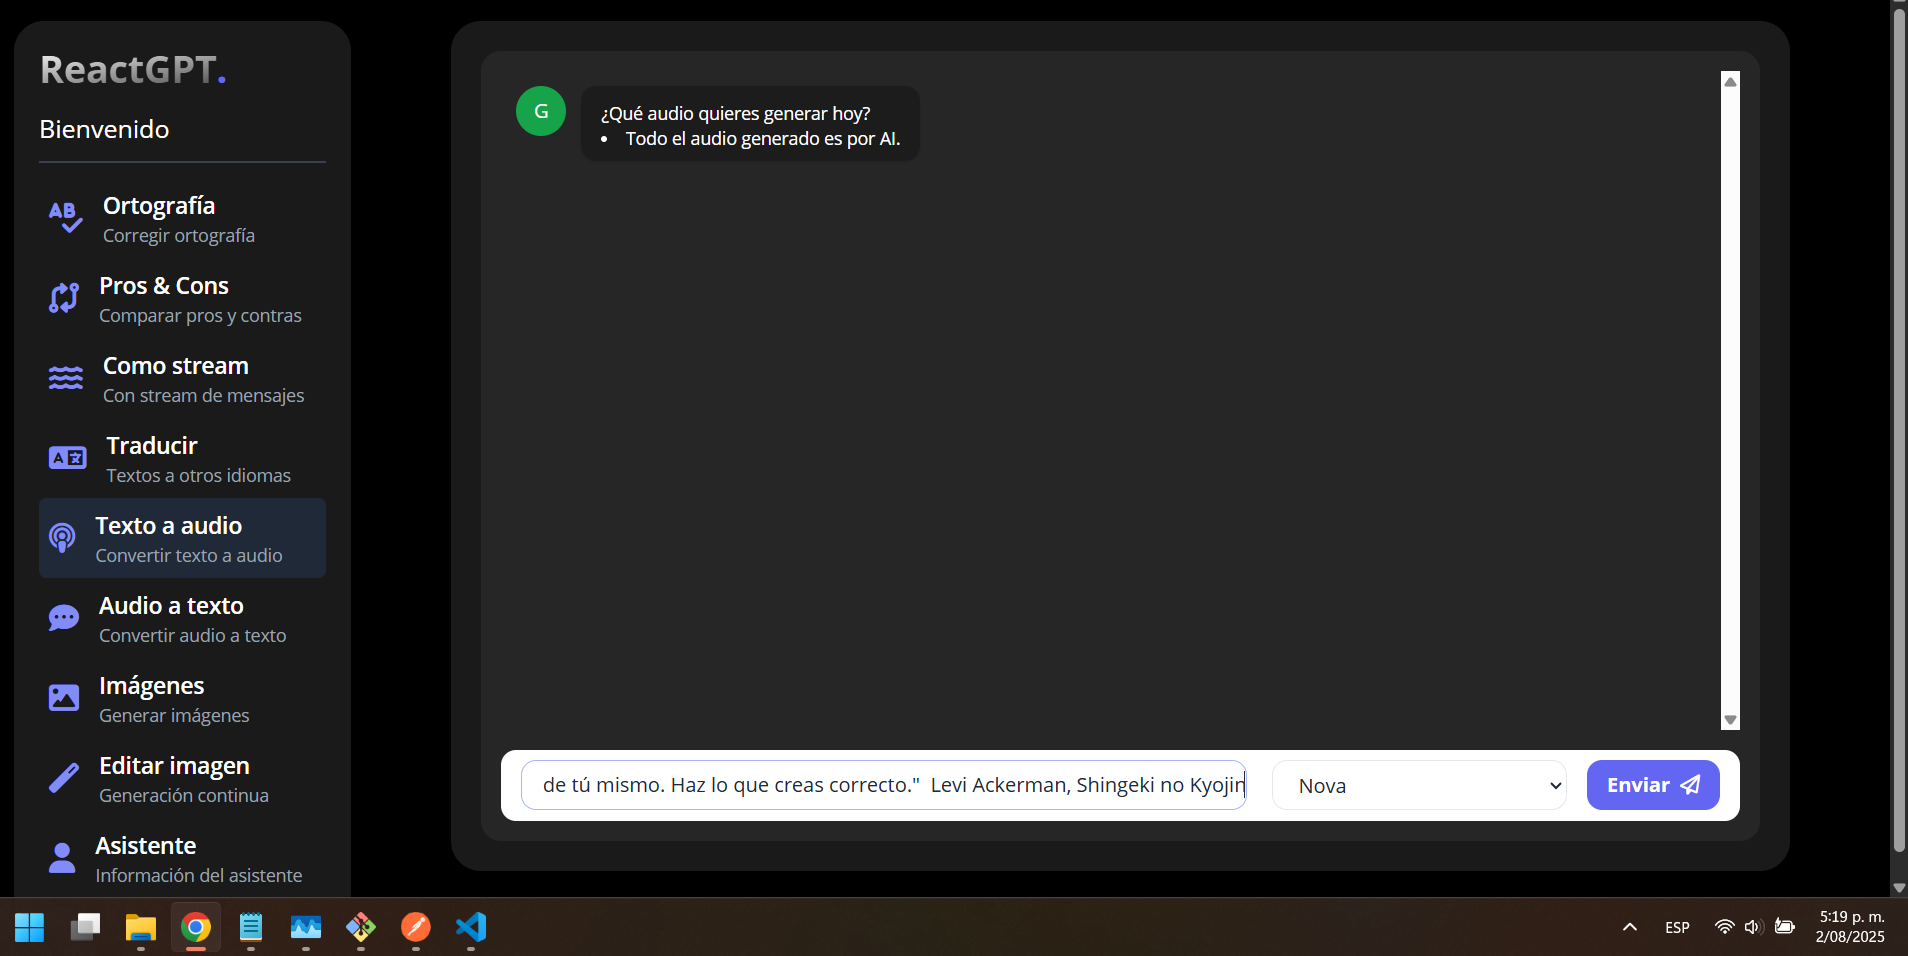 ReactGPT.
Bienvenido
Ortografía
Corregir ortografía
Pros & Cons
Comparar pros y contras
Como stream
Con stream de mensajes
Traducir
Textos a otros idiomas
Texto a audio
Convertir texto a audio
Audio a texto
Convertir audio a texto
Imágenes
Generar imágenes
Editar imagen
Generación continua
Asistente
Información del asistente
G
¿Qué audio quieres generar hoy?
• Todo el audio generado es por AI.
de tú mismo. Haz lo que creas correcto."  Levi Ackerman, Shingeki no Kyojin
Nova
Enviar
ESP
5:19 p. m.
2/08/2025